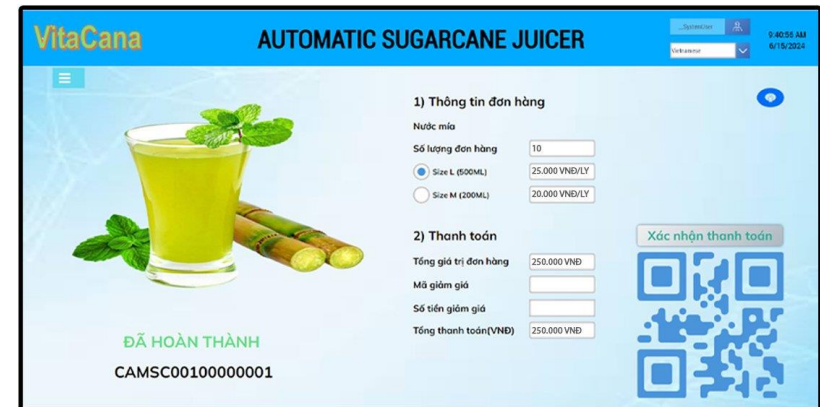 VitaCana
AUTOMATIC SUGARCANE JUICER
_SystemUser
Vietnamese
9:40:55 AM
6/15/2024
1) Thông tin đơn hàng
Nước mía
Số lượng đơn hàng 10
Size L (500ML) 25.000 VNĐ/LY
Size M (200ML) 20.000 VNĐ/LY
2) Thanh toán
Tổng giá trị đơn hàng 250.000 VNĐ
Mã giảm giá
Số tiền giảm giá
Tổng thanh toán(VNĐ) 250.000 VNĐ
Xác nhận thanh toán
ĐÃ HOÀN THÀNH
CAMSC00100000001